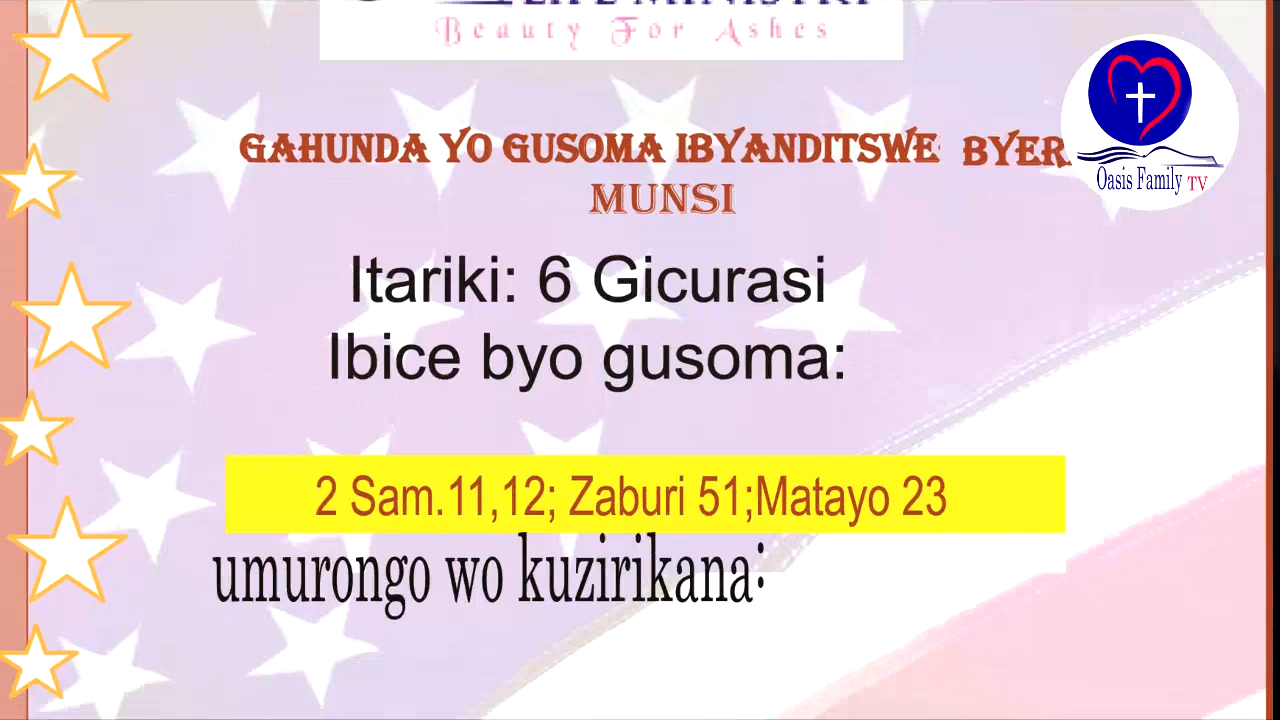 Beauty For Ashes
GAHUNDA YO GUSOMA IBYANDITSWE
MUNSI
Itariki: 6 Gicurasi
Ibice byo gusoma:
2 Sam.11,12; Zaburi 51;Matayo 23
umurongo wo kuzirikana:
Oasis Family TV